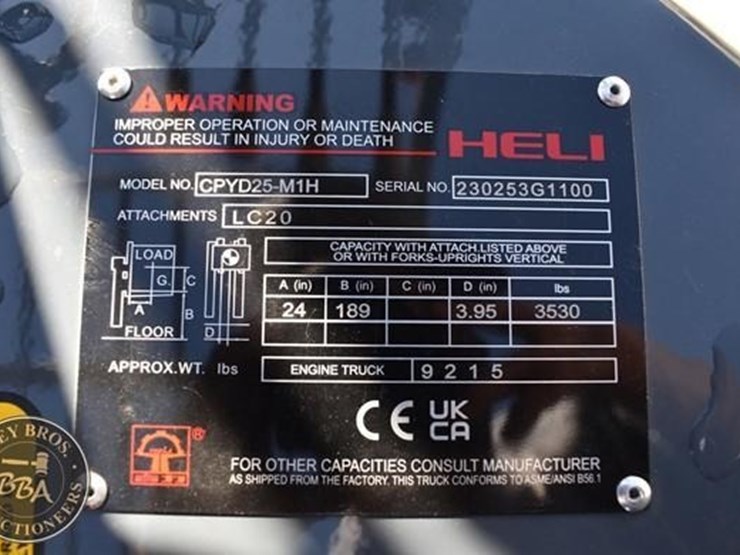 WARNING
IMPROPER OPERATION OR MAINTENANCE
COULD RESULT IN INJURY OR DEATH
HELI
MODEL NO. CPYD25-M1H SERIAL NO. 230253G1100
ATTACHMENTS LC20
LOAD
G
C
A
B
FLOOR
D
CAPACITY WITH ATTACH.LISTED ABOVE
OR WITH FORKS-UPRIGHTS VERTICAL
A (in) B (in) C (in) D (in) lbs
24 189 3.95 3530
APPROX.WT. lbs ENGINE TRUCK 9215
CE UK
CA
®
FOR OTHER CAPACITIES CONSULT MANUFACTURER
AS SHIPPED FROM THE FACTORY. THIS TRUCK CONFORMS TO ASME/ANSI B56.1
EY BROS.
BBA
CTIONEERS